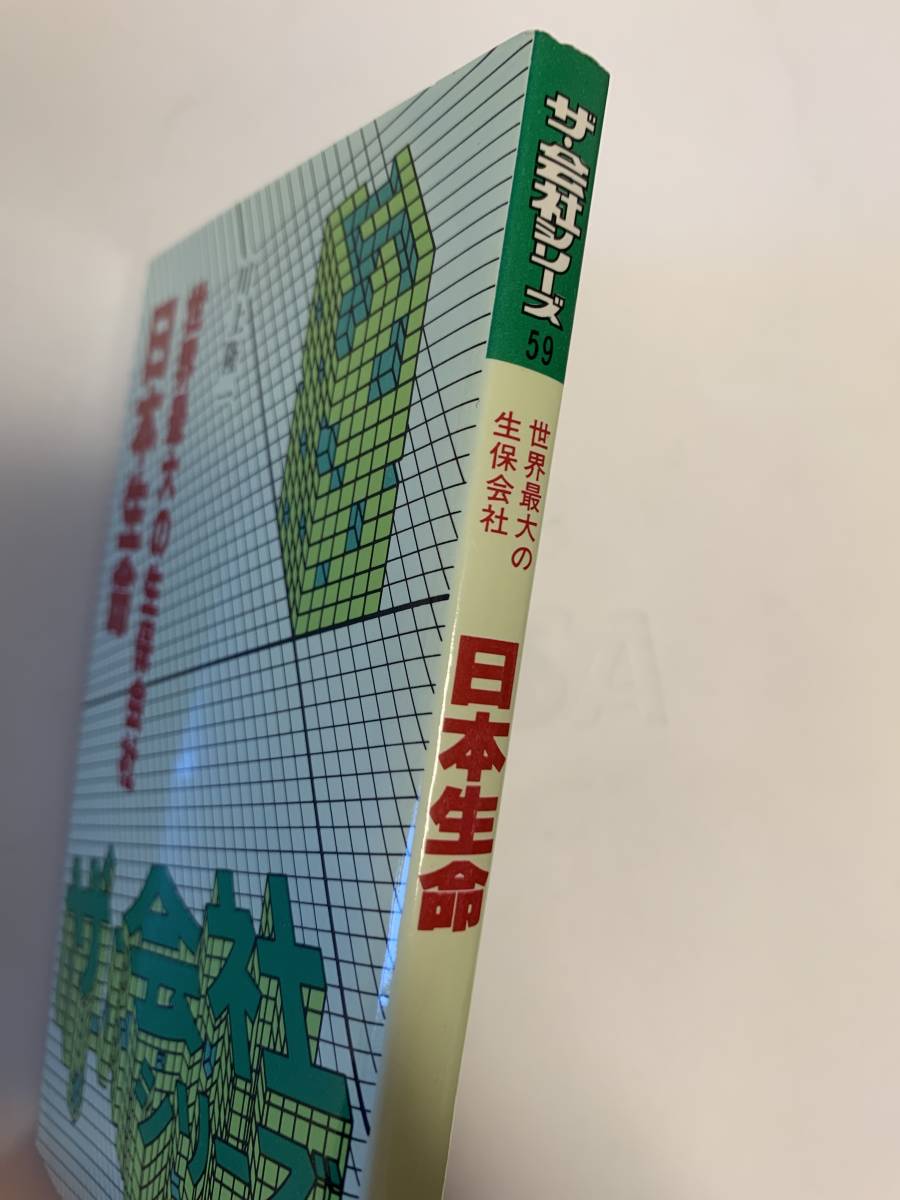 ザ・会社シリーズ
59
世界最大の
生保会社
日本生命
世界最大の生保会社
日本生命
ザ・会社
シリーズ